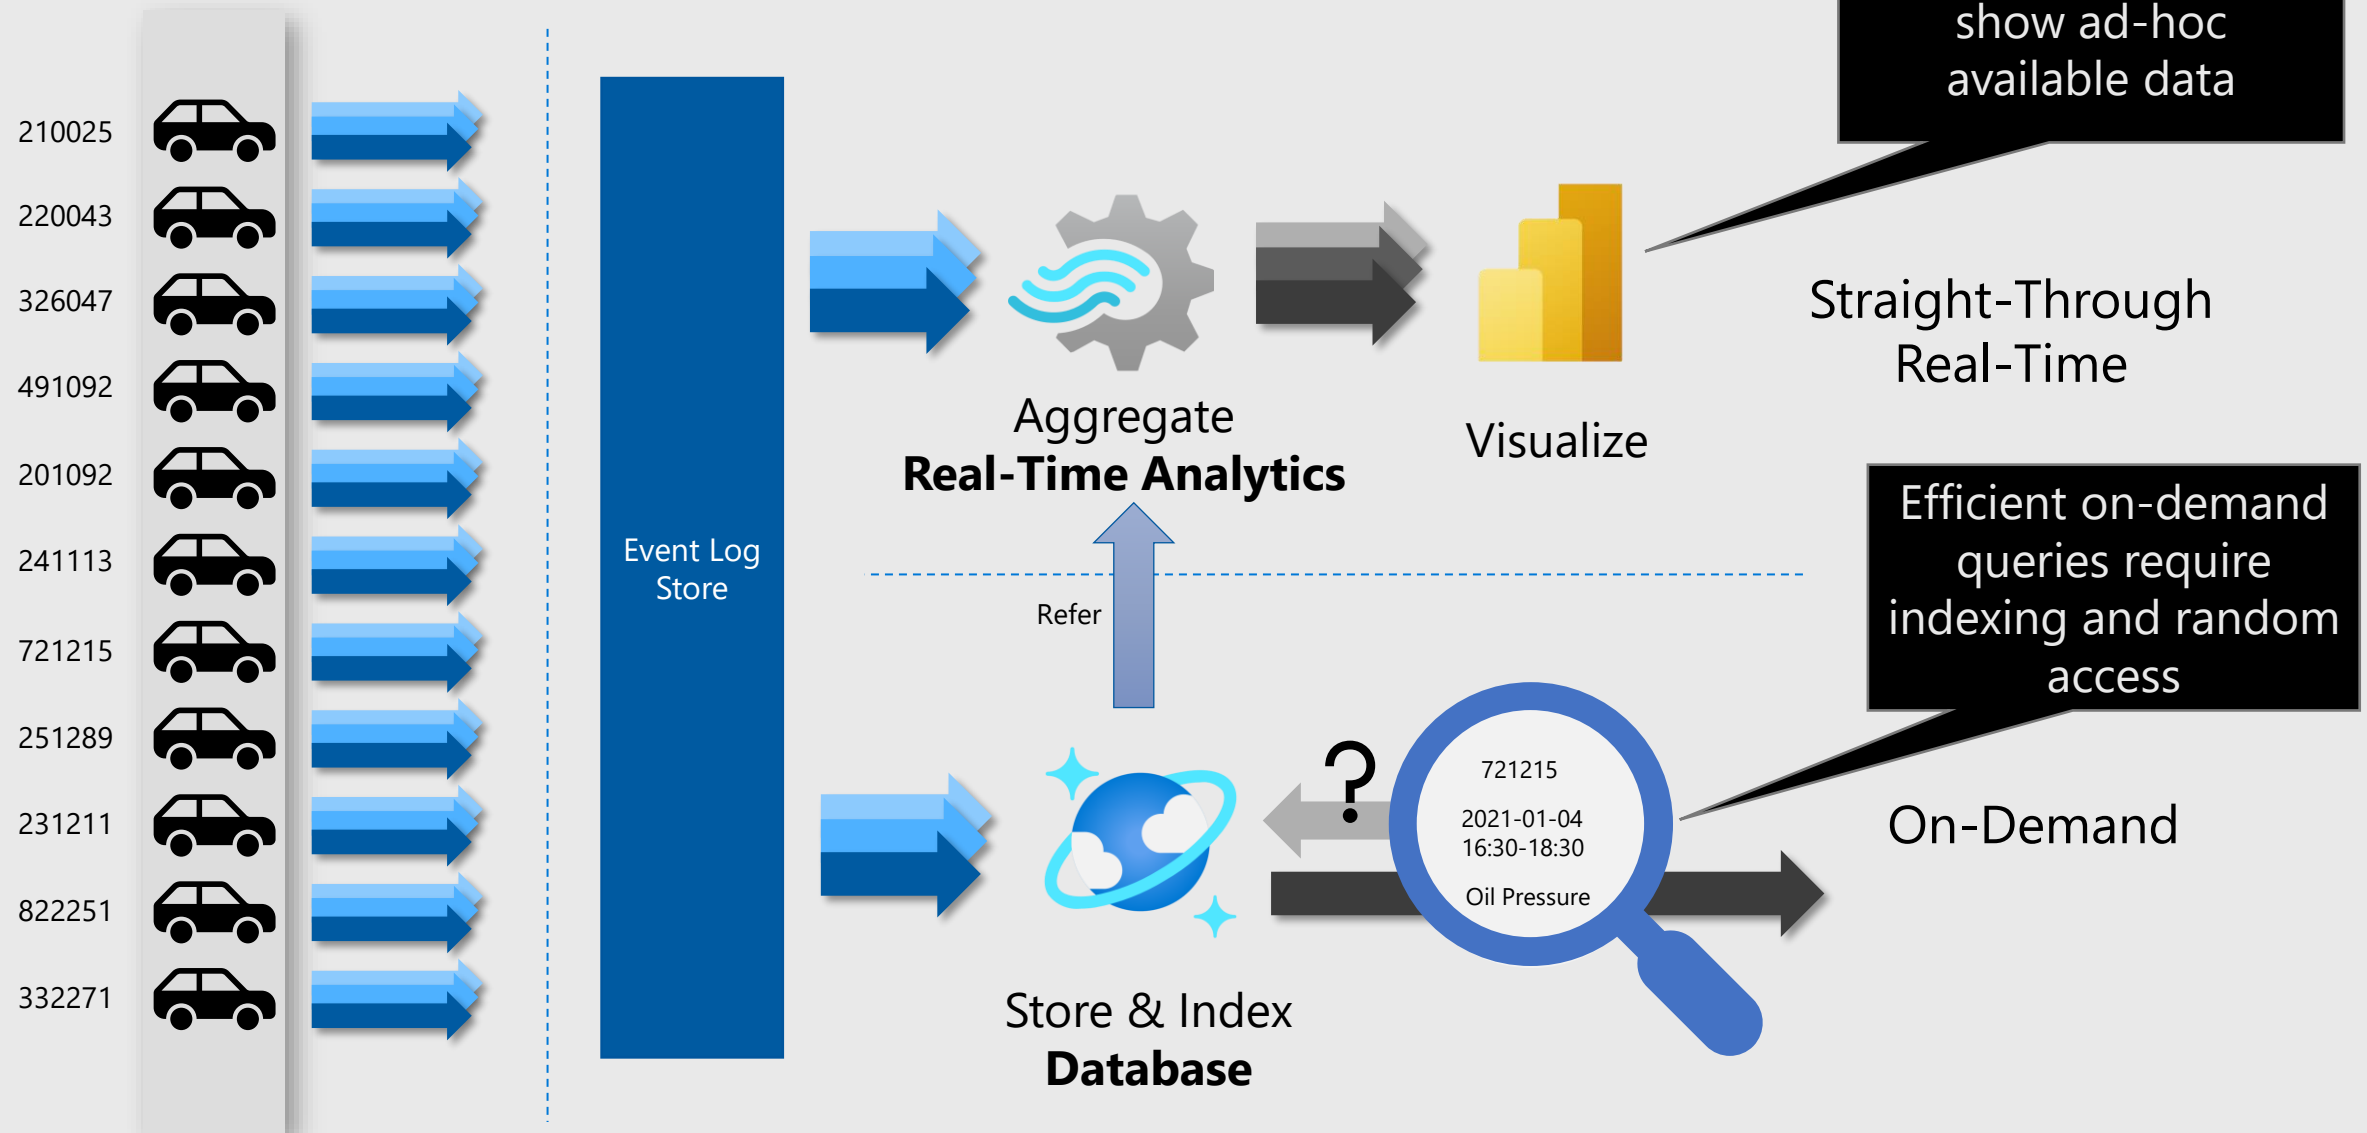 210025
220043
326047
491092
201092
241113
721215
251289
231211
822251
332271
Event Log
Store
Aggregate
Real-Time Analytics
Visualize
show ad-hoc
available data
Straight-Through
Real-Time
Refer
Store & Index
Database
?
721215
2021-01-04
16:30-18:30
Oil Pressure
Efficient on-demand
queries require
indexing and random
access
On-Demand